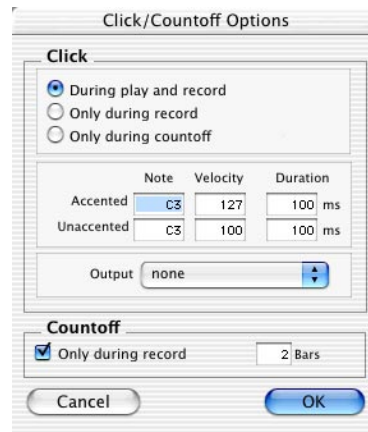 Click/Countoff Options
Click
During play and record
Only during record
Only during countoff
Note Velocity Duration
Accented C3 127 100 ms
Unaccented C3 100 100 ms
Output none
Countoff
Only during record 2 Bars
Cancel OK